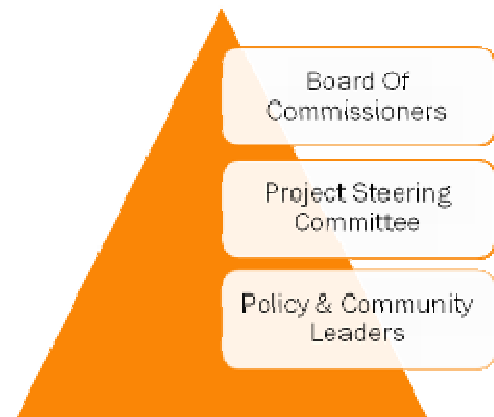 Board Of
Commissioners
Project Steering
Committee
Policy & Community
Leaders